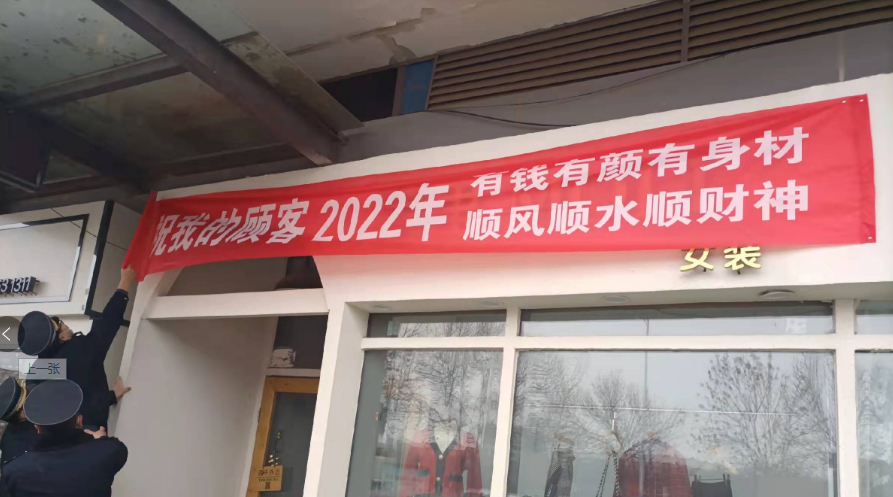 祝我的顾客 2022年
有钱有颜有身材
顺风顺水顺财神
女装
上一张